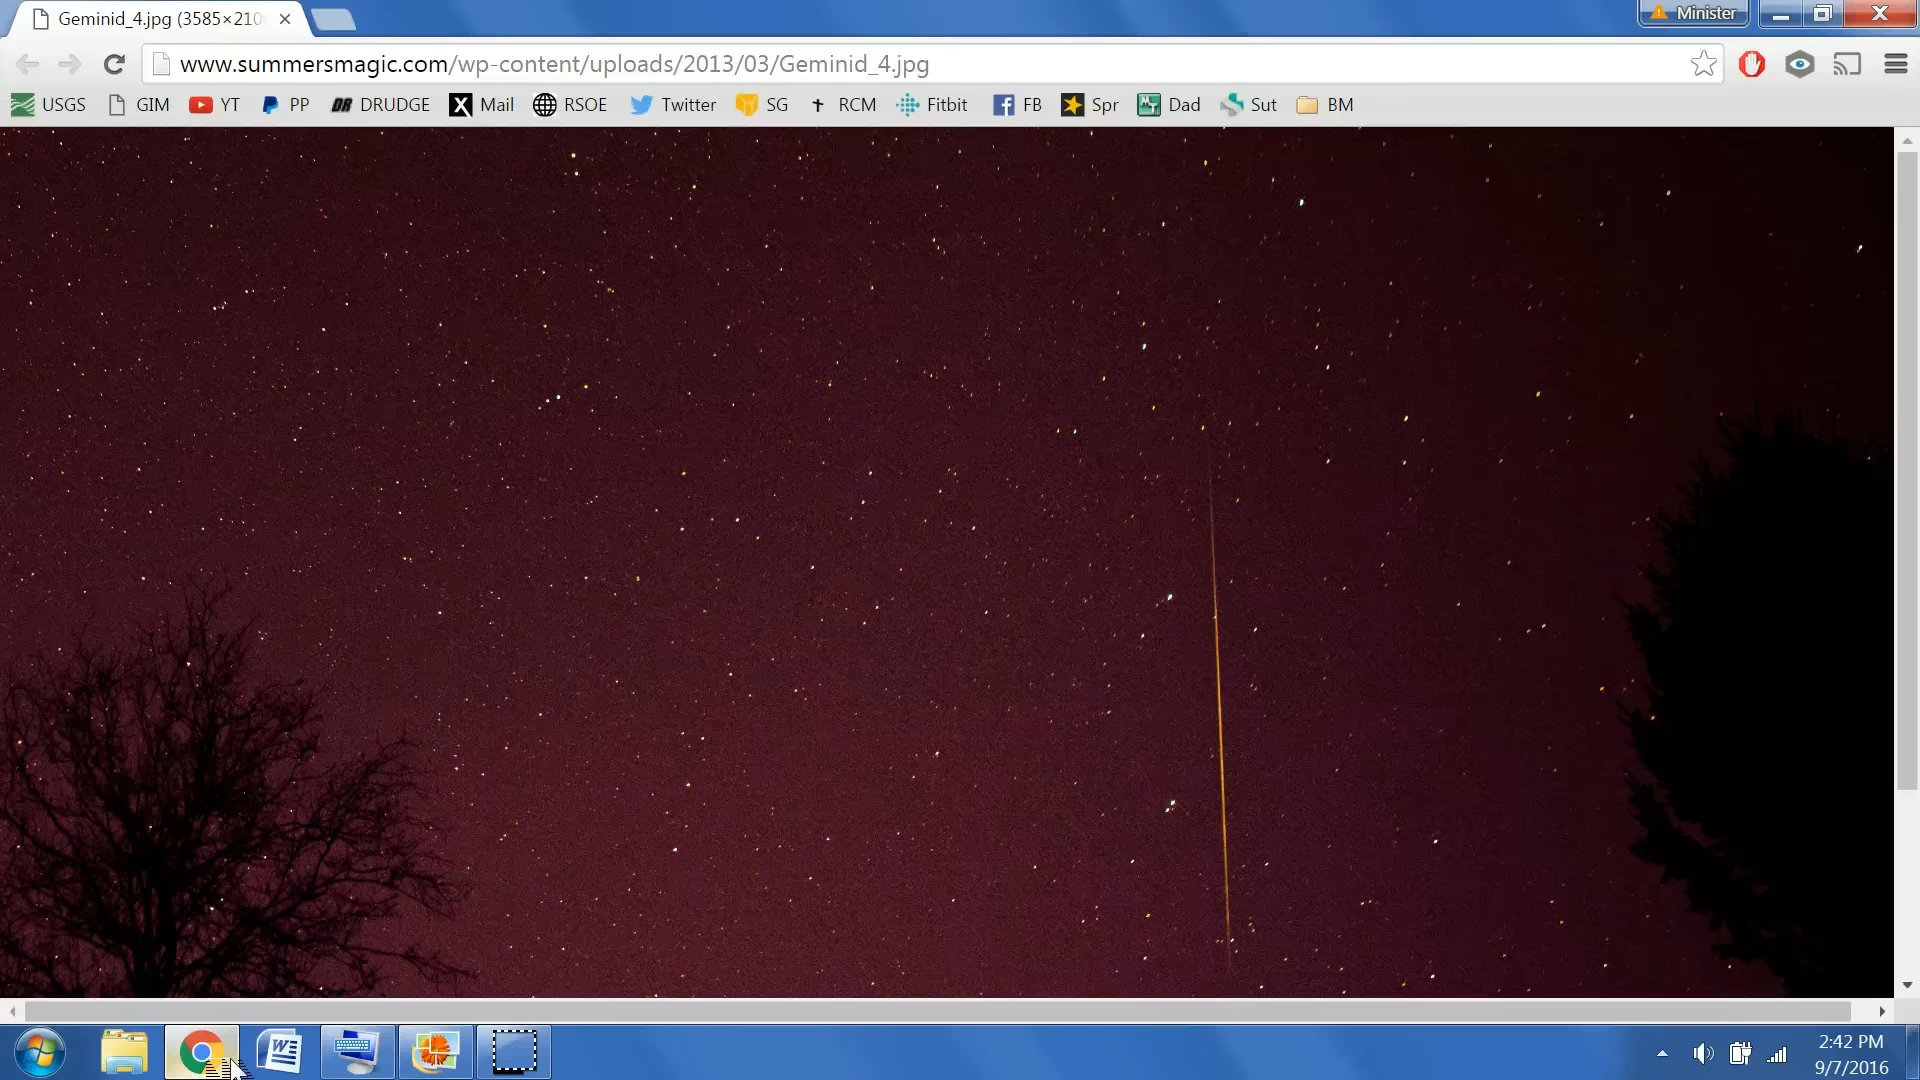 Geminid_4.jpg (3585×210
Minister
www.summersmagic.com/wp-content/uploads/2013/03/Geminid_4.jpg
USGS GIM YT PP DR DRUDGE X Mail RSOE Twitter SG RCM Fitbit FB Spr Dad Sut BM
2:42 PM
9/7/2016